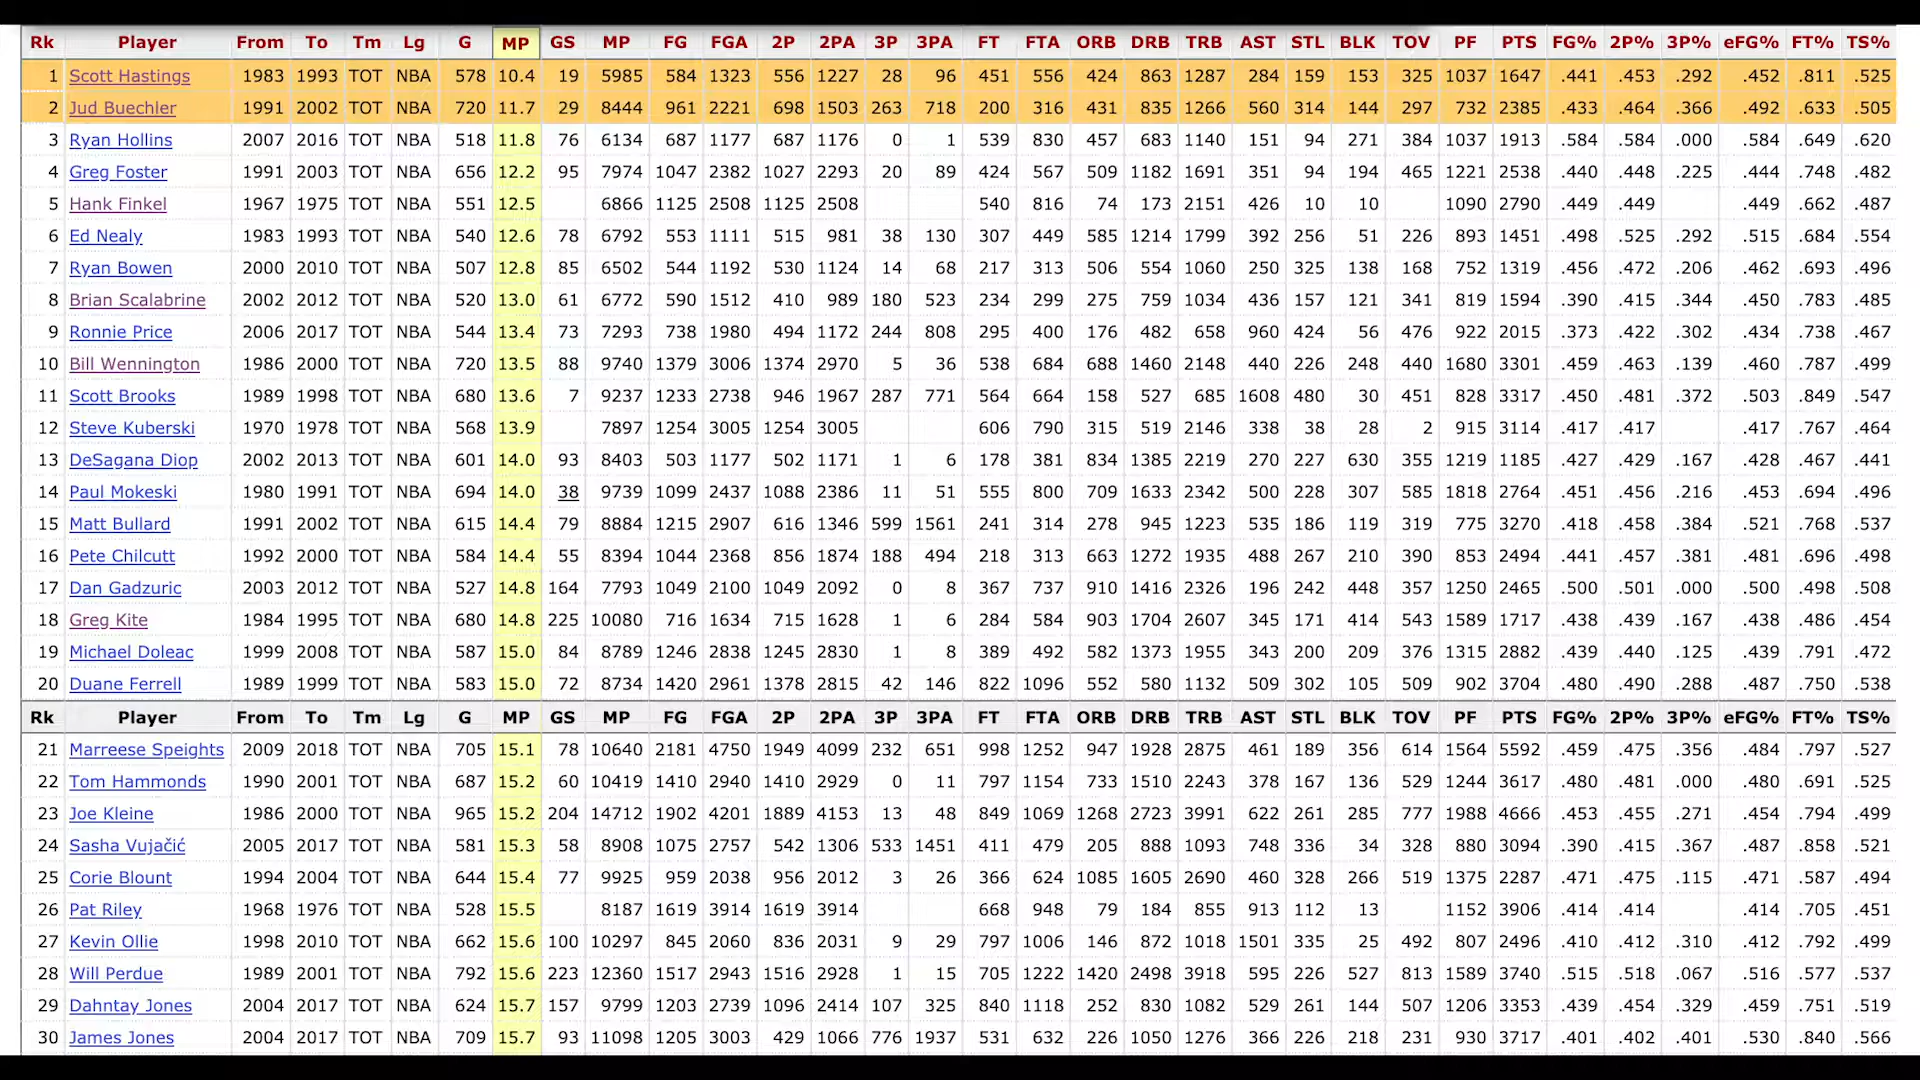 Rk Player From To Tm Lg G MP GS MP FG FGA 2P 2PA 3P 3PA FT FTA ORB DRB TRB AST STL BLK TOV PF PTS FG% 2P% 3P% eFG% FT% TS%
1 Scott Hastings 1983 1993 TOT NBA 578 10.4 19 5985 584 1323 556 1227 28 96 451 556 424 863 1287 284 159 153 325 1037 1647 .441 .453 .292 .452 .811 .525
2 Jud Buechler 1991 2002 TOT NBA 720 11.7 29 8444 961 2221 698 1503 263 718 200 316 431 835 1266 560 314 144 297 732 2385 .433 .464 .366 .492 .633 .505
3 Ryan Hollins 2007 2016 TOT NBA 518 11.8 76 6134 687 1177 687 1176 0 1 539 830 457 683 1140 151 94 271 384 1037 1913 .584 .584 .000 .584 .649 .620
4 Greg Foster 1991 2003 TOT NBA 656 12.2 95 7974 1047 2382 1027 2293 20 89 424 567 509 1182 1691 351 94 194 465 1221 2538 .440 .448 .225 .444 .748 .482
5 Hank Finkel 1967 1975 TOT NBA 551 12.5 6866 1125 2508 1125 2508 540 816 74 173 2151 426 10 10 1090 2790 .449 .449 .449 .662 .487
6 Ed Nealy 1983 1993 TOT NBA 540 12.6 78 6792 553 1111 515 981 38 130 307 449 585 1214 1799 392 256 51 226 893 1451 .498 .525 .292 .515 .684 .554
7 Ryan Bowen 2000 2010 TOT NBA 507 12.8 85 6502 544 1192 530 1124 14 68 217 313 506 554 1060 250 325 138 168 752 1319 .456 .472 .206 .462 .693 .496
8 Brian Scalabrine 2002 2012 TOT NBA 520 13.0 61 6772 590 1512 410 989 180 523 234 299 275 759 1034 436 157 121 341 819 1594 .390 .415 .344 .450 .783 .485
9 Ronnie Price 2006 2017 TOT NBA 544 13.4 73 7293 738 1980 494 1172 244 808 295 400 176 482 658 960 424 56 476 922 2015 .373 .422 .302 .434 .738 .467
10 Bill Wennington 1986 2000 TOT NBA 720 13.5 88 9740 1379 3006 1374 2970 5 36 538 684 688 1460 2148 440 226 248 440 1680 3301 .459 .463 .139 .460 .787 .499
11 Scott Brooks 1989 1998 TOT NBA 680 13.6 7 9237 1233 2738 946 1967 287 771 564 664 158 527 685 1608 480 30 451 828 3317 .450 .481 .372 .503 .849 .547
12 Steve Kuberski 1970 1978 TOT NBA 568 13.9 7897 1254 3005 1254 3005 606 790 315 519 2146 338 38 28 2 915 3114 .417 .417 .417 .767 .464
13 DeSagana Diop 2002 2013 TOT NBA 601 14.0 93 8403 503 1177 502 1171 1 6 178 381 834 1385 2219 270 227 630 355 1219 1185 .427 .429 .167 .428 .467 .441
14 Paul Mokeski 1980 1991 TOT NBA 694 14.0 38 9739 1099 2437 1088 2386 11 51 555 800 709 1633 2342 500 228 307 585 1818 2764 .451 .456 .216 .453 .694 .496
15 Matt Bullard 1991 2002 TOT NBA 615 14.4 79 8884 1215 2907 616 1346 599 1561 241 314 278 945 1223 535 186 119 319 775 3270 .418 .458 .384 .521 .768 .537
16 Pete Chilcutt 1992 2000 TOT NBA 584 14.4 55 8394 1044 2368 856 1874 188 494 218 313 663 1272 1935 488 267 210 390 853 2494 .441 .457 .381 .481 .696 .498
17 Dan Gadzuric 2003 2012 TOT NBA 527 14.8 164 7793 1049 2100 1049 2092 0 8 367 737 910 1416 2326 196 242 448 357 1250 2465 .500 .501 .000 .500 .498 .508
18 Greg Kite 1984 1995 TOT NBA 680 14.8 225 10080 716 1634 715 1628 1 6 284 584 903 1704 2607 345 171 414 543 1589 1717 .438 .439 .167 .438 .486 .454
19 Michael Doleac 1999 2008 TOT NBA 587 15.0 84 8789 1246 2838 1245 2830 1 8 389 492 582 1373 1955 343 200 209 376 1315 2882 .439 .440 .125 .439 .791 .472
20 Duane Ferrell 1989 1999 TOT NBA 583 15.0 72 8734 1420 2961 1378 2815 42 146 822 1096 552 580 1132 509 302 105 509 902 3704 .480 .490 .288 .487 .750 .538
Rk Player From To Tm Lg G MP GS MP FG FGA 2P 2PA 3P 3PA FT FTA ORB DRB TRB AST STL BLK TOV PF PTS FG% 2P% 3P% eFG% FT% TS%
21 Marreese Speights 2009 2018 TOT NBA 705 15.1 78 10640 2181 4750 1949 4099 232 651 998 1252 947 1928 2875 461 189 356 614 1564 5592 .459 .475 .356 .484 .797 .527
22 Tom Hammonds 1990 2001 TOT NBA 687 15.2 60 10419 1410 2940 1410 2929 0 11 797 1154 733 1510 2243 378 167 136 529 1244 3617 .480 .481 .000 .480 .691 .525
23 Joe Kleine 1986 2000 TOT NBA 965 15.2 204 14712 1902 4201 1889 4153 13 48 849 1069 1268 2723 3991 622 261 285 777 1988 4666 .453 .455 .271 .454 .794 .499
24 Sasha Vujačić 2005 2017 TOT NBA 581 15.3 58 8908 1075 2757 542 1306 533 1451 411 479 205 888 1093 748 336 34 328 880 3094 .390 .415 .367 .487 .858 .521
25 Corie Blount 1994 2004 TOT NBA 644 15.4 77 9925 959 2038 956 2012 3 26 366 624 1085 1605 2690 460 328 266 519 1375 2287 .471 .475 .115 .471 .587 .494
26 Pat Riley 1968 1976 TOT NBA 528 15.5 8187 1619 3914 1619 3914 668 948 79 184 855 913 112 13 1152 3906 .414 .414 .414 .705 .451
27 Kevin Ollie 1998 2010 TOT NBA 662 15.6 100 10297 845 2060 836 2031 9 29 797 1006 146 872 1018 1501 335 25 492 807 2496 .410 .412 .310 .412 .792 .499
28 Will Perdue 1989 2001 TOT NBA 792 15.6 223 12360 1517 2943 1516 2928 1 15 705 1222 1420 2498 3918 595 226 527 813 1589 3740 .515 .518 .067 .516 .577 .537
29 Dahntay Jones 2004 2017 TOT NBA 624 15.7 157 9799 1203 2739 1096 2414 107 325 840 1118 252 830 1082 529 261 144 507 1206 3353 .439 .454 .329 .459 .751 .519
30 James Jones 2004 2017 TOT NBA 709 15.7 93 11098 1205 3003 429 1066 776 1937 531 632 226 1050 1276 366 226 218 231 930 3717 .401 .402 .401 .530 .840 .566